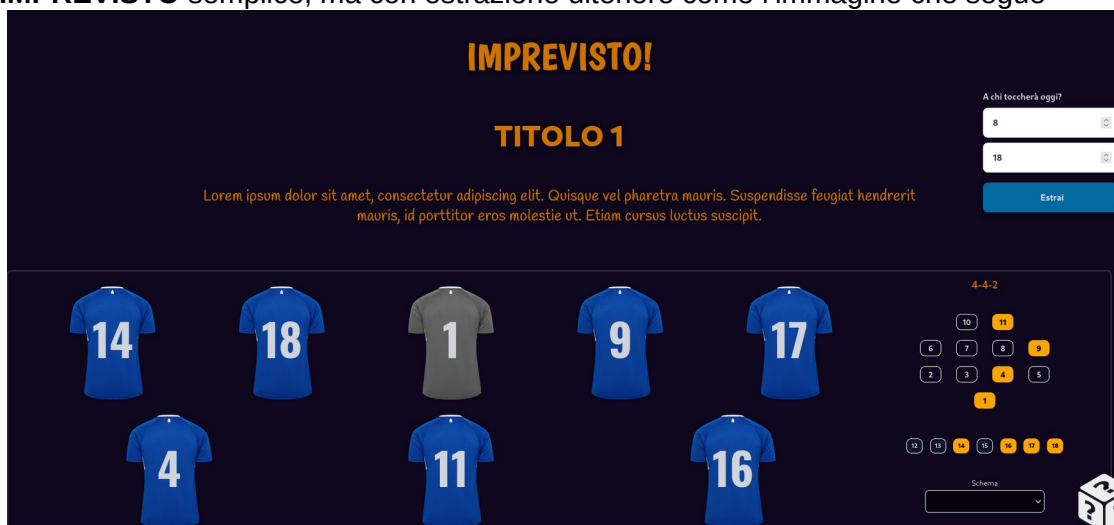 IMPREVISTO semplice, ma con estrazione ulteriore come l'immagine che segue
IMPREVISTO!
TITOLO 1
Lorem ipsum dolor sit amet, consectetur adipiscing elit. Quisque vel pharetra mauris. Suspendisse feugiat hendrerit
mauris, id porttitor eros molestie ut. Etiam cursus luctus suscipit.
A chi toccherà oggi?
8
18
Estrai
14 18 1 9 17
4 11 16
4-4-2
10 11
6 7 8 9
2 3 4 5
1
12 13 14 15 16 17 18
Schema
? ? ?